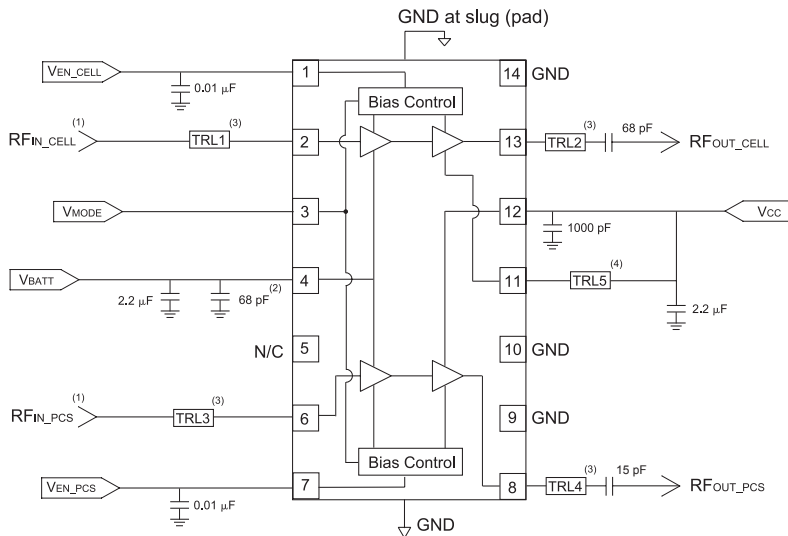 GND at slug (pad)
VEN_CELL
0.01 µF
1
14
GND
Bias Control
(1)
RFIN_CELL
TRL1
(3)
2
13
TRL2
(3)
68 pF
RFOUT_CELL
VMODE
3
12
1000 pF
VCC
VBATT
2.2 µF
68 pF
(2)
4
11
TRL5
(4)
2.2 µF
N/C
5
10
GND
(1)
RFIN_PCS
TRL3
(3)
6
9
GND
Bias Control
VEN_PCS
0.01 µF
7
8
TRL4
(3)
15 pF
RFOUT_PCS
GND